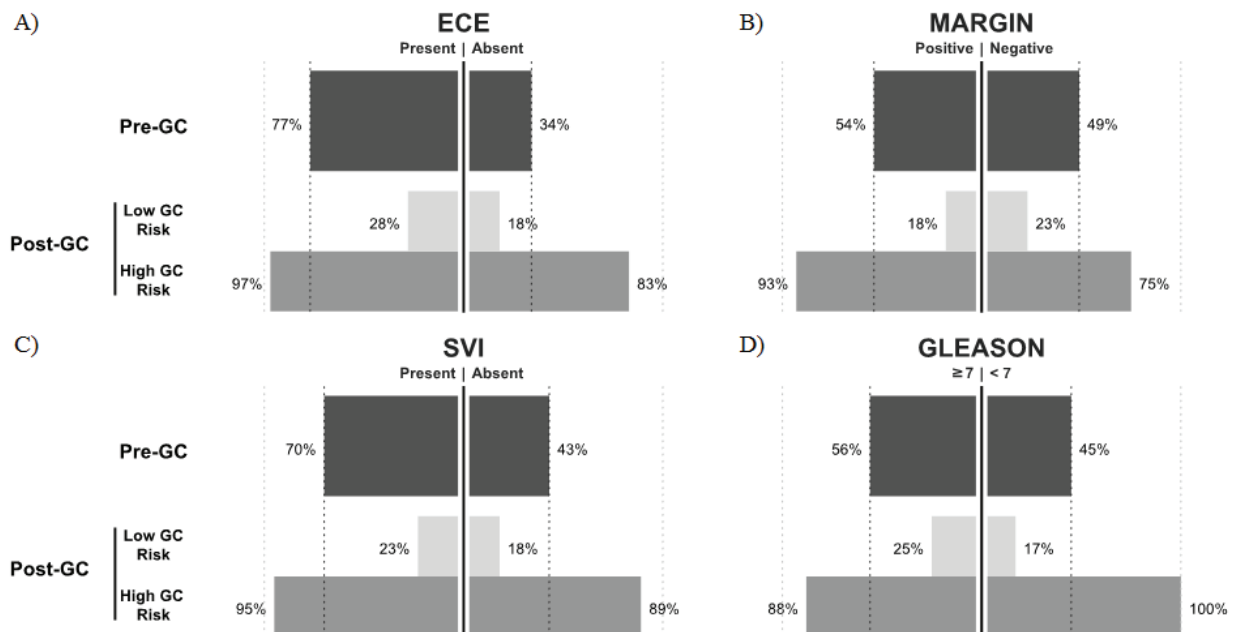 A)
ECE
Present | Absent
Pre-GC
77%
34%
Post-GC
Low GC
Risk
28%
18%
High GC
Risk
97%
83%
B)
MARGIN
Positive | Negative
54%
49%
18%
23%
93%
75%
C)
SVI
Present | Absent
Pre-GC
70%
43%
Post-GC
Low GC
Risk
23%
18%
High GC
Risk
95%
89%
D)
GLEASON
≥7 | < 7
56%
45%
25%
17%
88%
100%